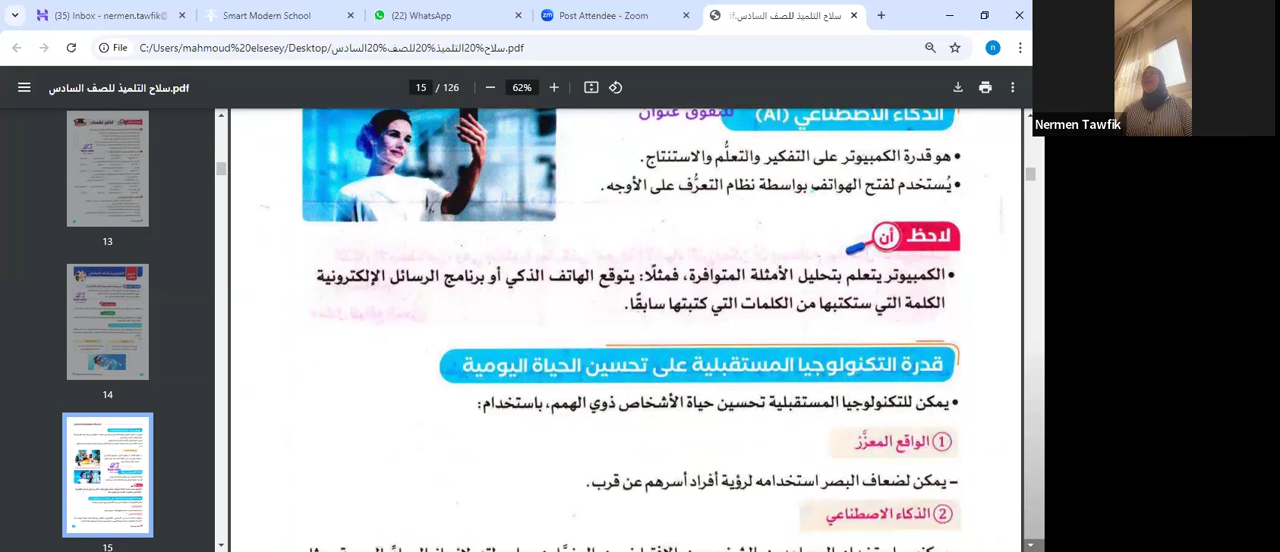 (35) Inbox - nermen.tawfik@
Smart Modern School
(22) WhatsApp
Post Attendee - Zoom
سلاح التلميذ للصف السادس.
File
C:/Users/mahmoud%20elsesey/Desktop/سلاح%20التلميذ%20للصف%20السادس.pdf
n
سلاح التلميذ للصف السادس.pdf
15 / 126
62%
Nermen Tawfik
13
14
15
الذكاء الاصطناعي (AI)
للتفوق عنوان
• هو قدرة الكمبيوتر على التفكير والتعلُّم والاستنتاج.
• يُستخدم لفتح الهواتف بواسطة نظام التعرُّف على الأوجه.
لاحظ أن
• الكمبيوتر يتعلم بتحليل الأمثلة المتوافرة، فمثلًا: يتوقع الهاتف الذكي أو برنامج الرسائل الإلكترونية
الكلمة التي ستكتبها من الكلمات التي كتبتها سابقًا.
قدرة التكنولوجيا المستقبلية على تحسين الحياة اليومية
• يمكن للتكنولوجيا المستقبلية تحسين حياة الأشخاص ذوي الهمم، باستخدام:
1 الواقع المعزَّز
– يمكن لضعاف البصر استخدامه لرؤية أفراد أسرهم عن قرب.
2 الذكاء الاصطناعي